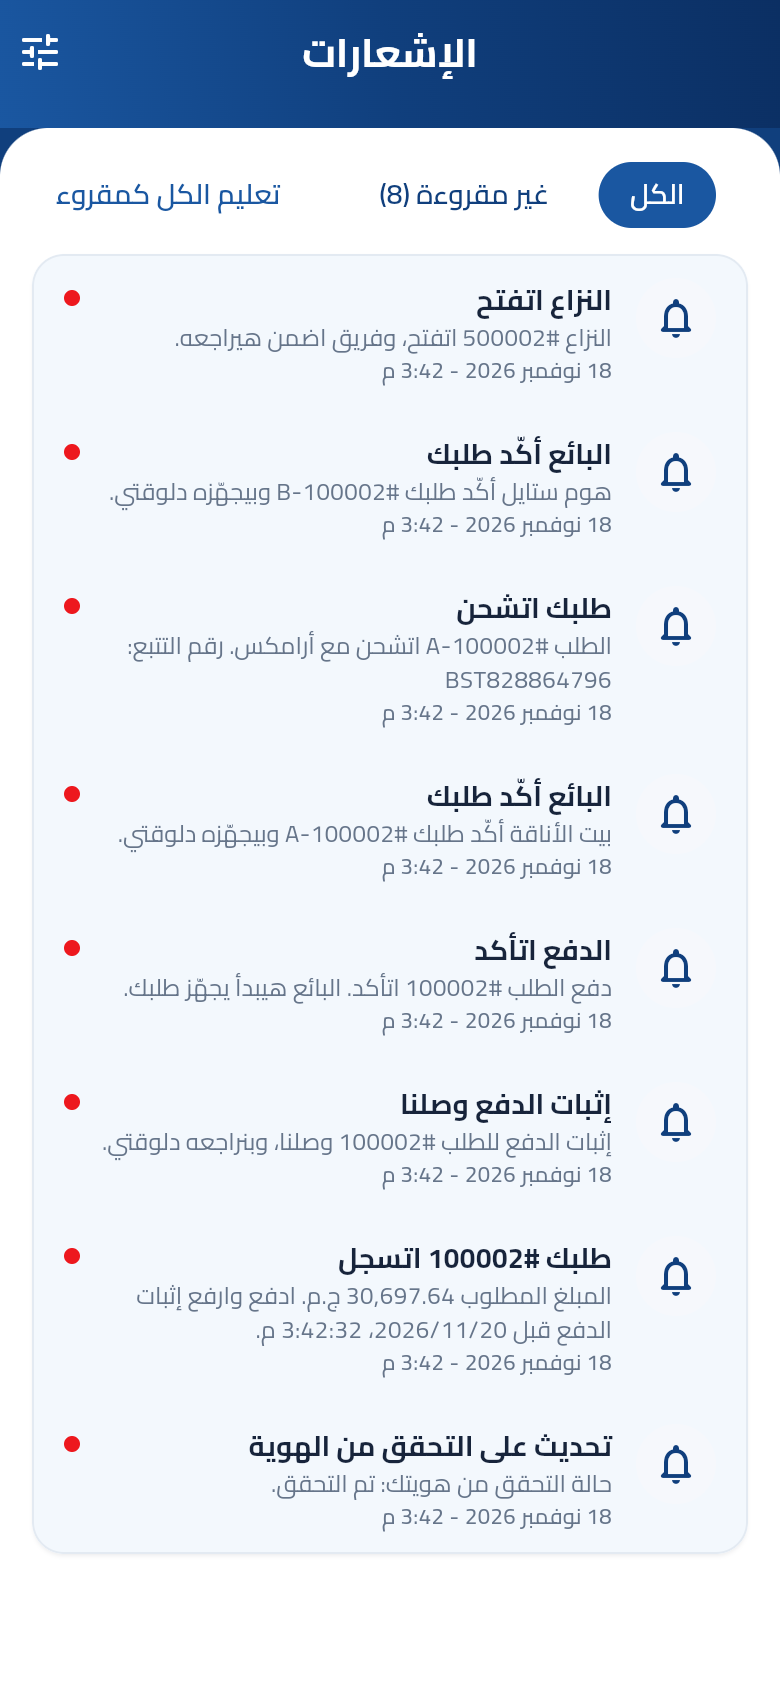 الإشعارات
الكل
غير مقروءة (8)
تعليم الكل كمقروء
النزاع اتفتح
النزاع #500002 اتفتح، وفريق اضمن هيراجعه.
18 نوفمبر 2026 - 3:42 م
البائع أكّد طلبك
هوم ستايل أكّد طلبك #100002-B وبيجهّزه دلوقتي.
18 نوفمبر 2026 - 3:42 م
طلبك اتشحن
الطلب #100002-A اتشحن مع أرامكس. رقم التتبع:
BST828864796
18 نوفمبر 2026 - 3:42 م
البائع أكّد طلبك
بيت الأناقة أكّد طلبك #100002-A وبيجهّزه دلوقتي.
18 نوفمبر 2026 - 3:42 م
الدفع اتأكد
دفع الطلب #100002 اتأكد. البائع هيبدأ يجهّز طلبك.
18 نوفمبر 2026 - 3:42 م
إثبات الدفع وصلنا
إثبات الدفع للطلب #100002 وصلنا، وبنراجعه دلوقتي.
18 نوفمبر 2026 - 3:42 م
طلبك #100002 اتسجل
المبلغ المطلوب 30,697.64 ج.م. ادفع وارفع إثبات
الدفع قبل 2026/11/20، 3:42:32 م.
18 نوفمبر 2026 - 3:42 م
تحديث على التحقق من الهوية
حالة التحقق من هويتك: تم التحقق.
18 نوفمبر 2026 - 3:42 م